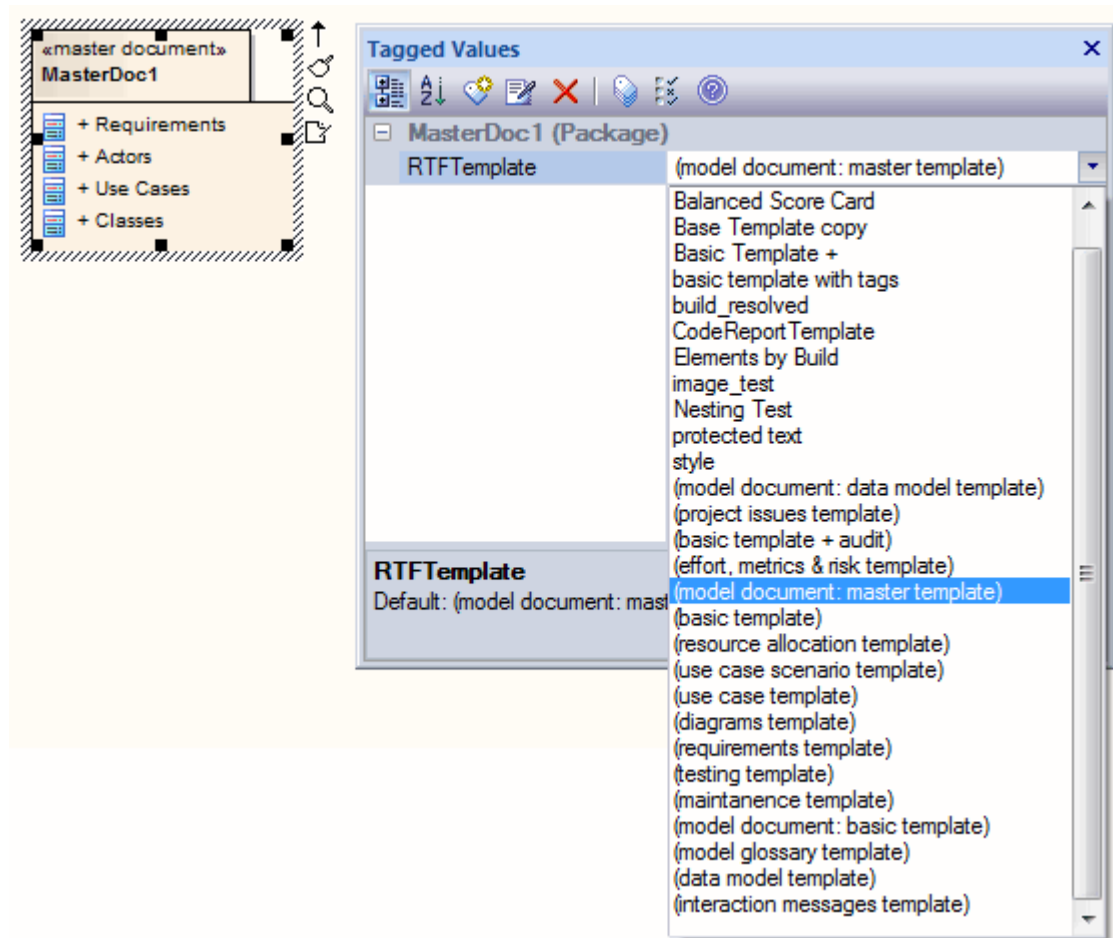 «master document»
MasterDoc1
+ Requirements
+ Actors
+ Use Cases
+ Classes
Tagged Values
MasterDoc1 (Package)
RTFTemplate (model document: master template)
Balanced Score Card
Base Template copy
Basic Template +
basic template with tags
build_resolved
CodeReportTemplate
Elements by Build
image_test
Nesting Test
protected text
style
(model document: data model template)
(project issues template)
(basic template + audit)
(effort, metrics & risk template)
(model document: master template)
(basic template)
(resource allocation template)
(use case scenario template)
(use case template)
(diagrams template)
(requirements template)
(testing template)
(maintanence template)
(model document: basic template)
(model glossary template)
(data model template)
(interaction messages template)
RTFTemplate
Default: (model document: mast